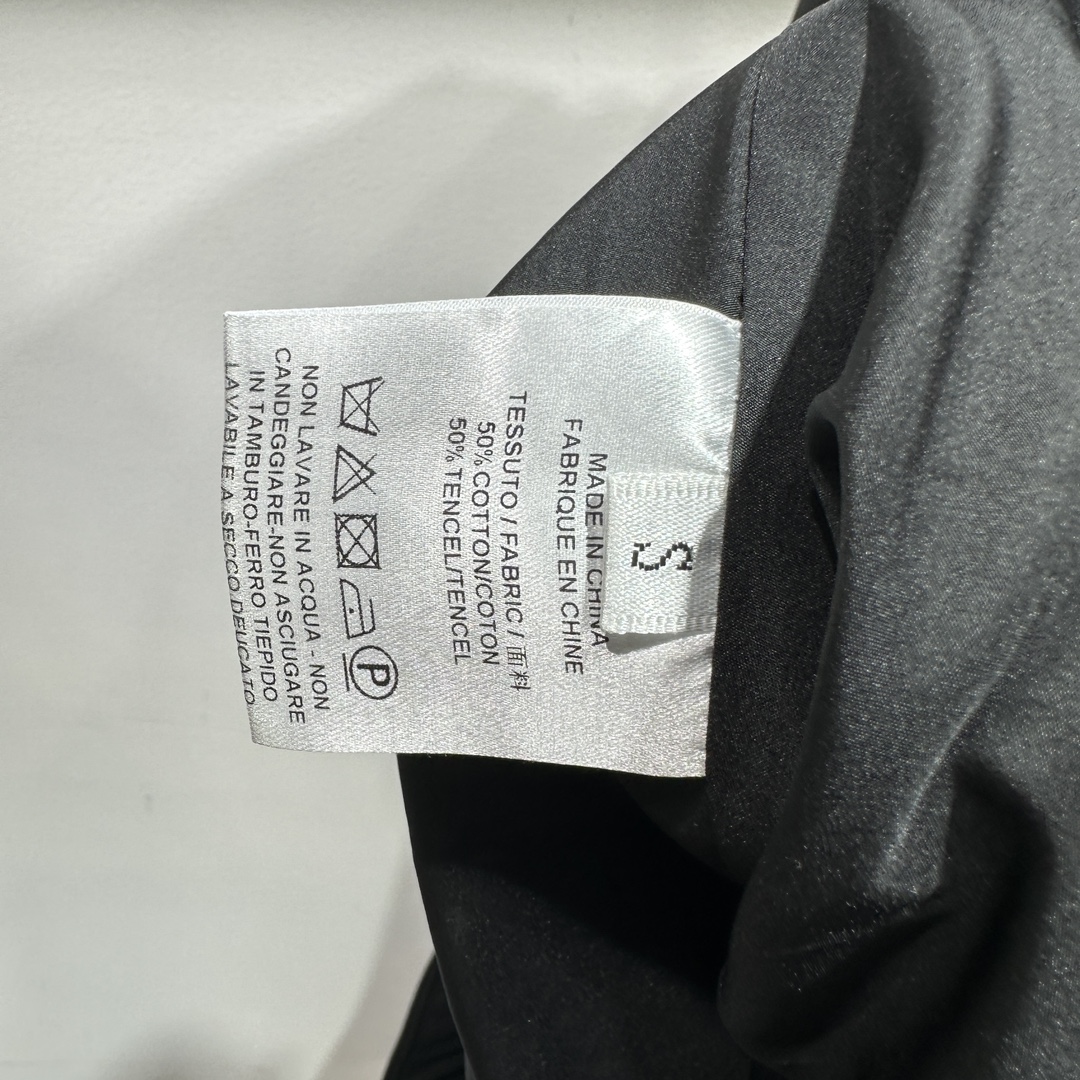 S
MADE IN CHINA
FABRIQUE EN CHINE
TESSUTO / FABRIC / 面料
50% COTTON/COTON
50% TENCEL/TENCEL
P
NON LAVARE IN ACQUA - NON
CANDEGGIARE-NON ASCIUGARE
IN TAMBURO-FERRO TIEPIDO
LAVABILE A SECCO DELICATO